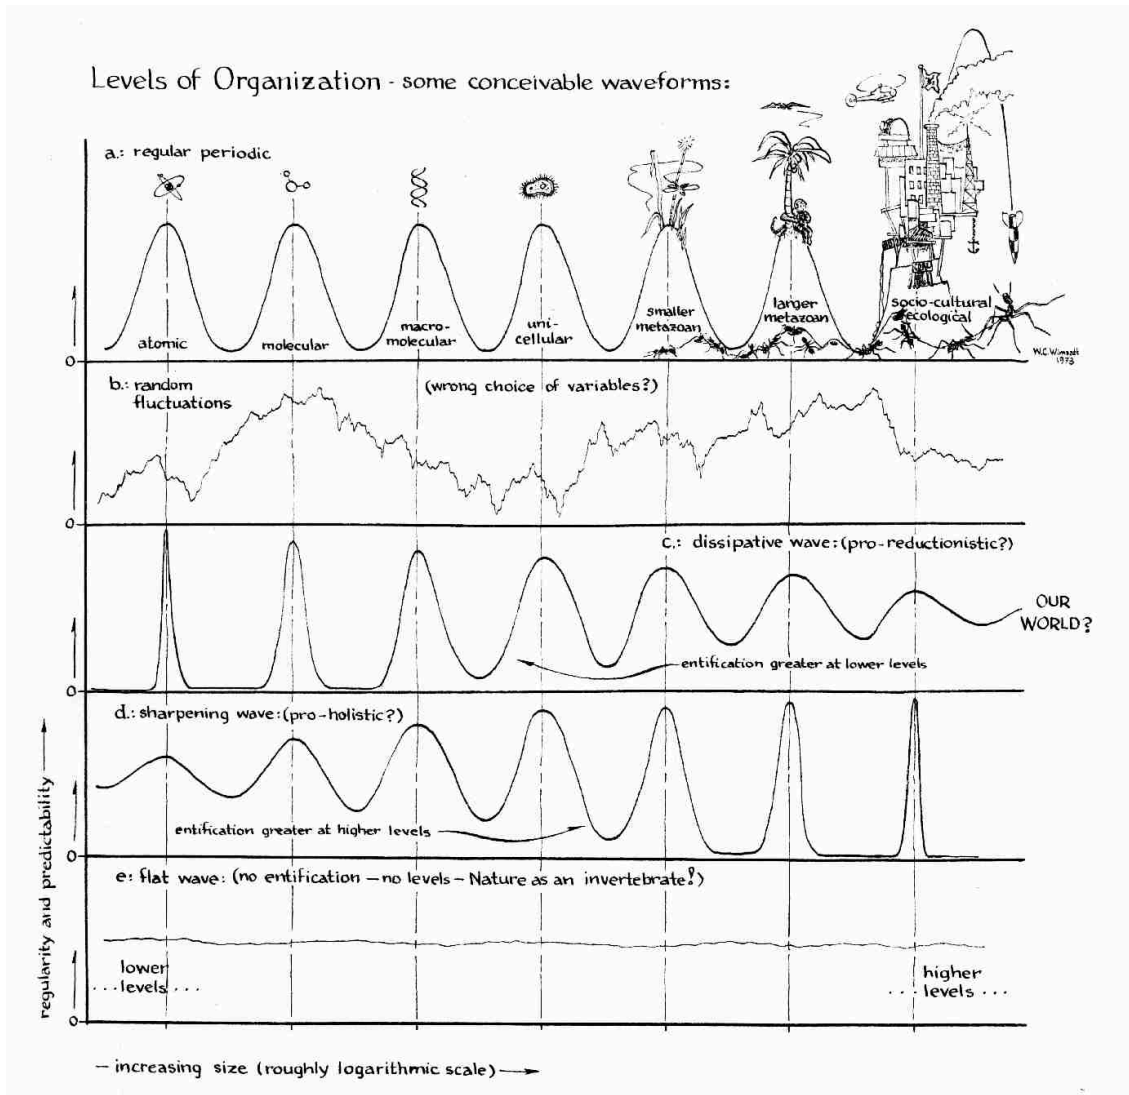 Levels of Organization - some conceivable waveforms:
a.: regular periodic
atomic
molecular
macro-
molecular
uni-
cellular
smaller
metazoan
larger
metazoan
socio-cultural
ecological
W.C.Wimsatt
1973
0
b.: random
fluctuations
(wrong choice of variables?)
0
c.: dissipative wave: (pro-reductionistic?)
OUR
WORLD?
entification greater at lower levels
0
d.: sharpening wave: (pro-holistic?)
entification greater at higher levels
0
e: flat wave: (no entification — no levels — Nature as an invertebrate!?)
lower
...levels...
higher
...levels...
0
regularity and predictability
- increasing size (roughly logarithmic scale)